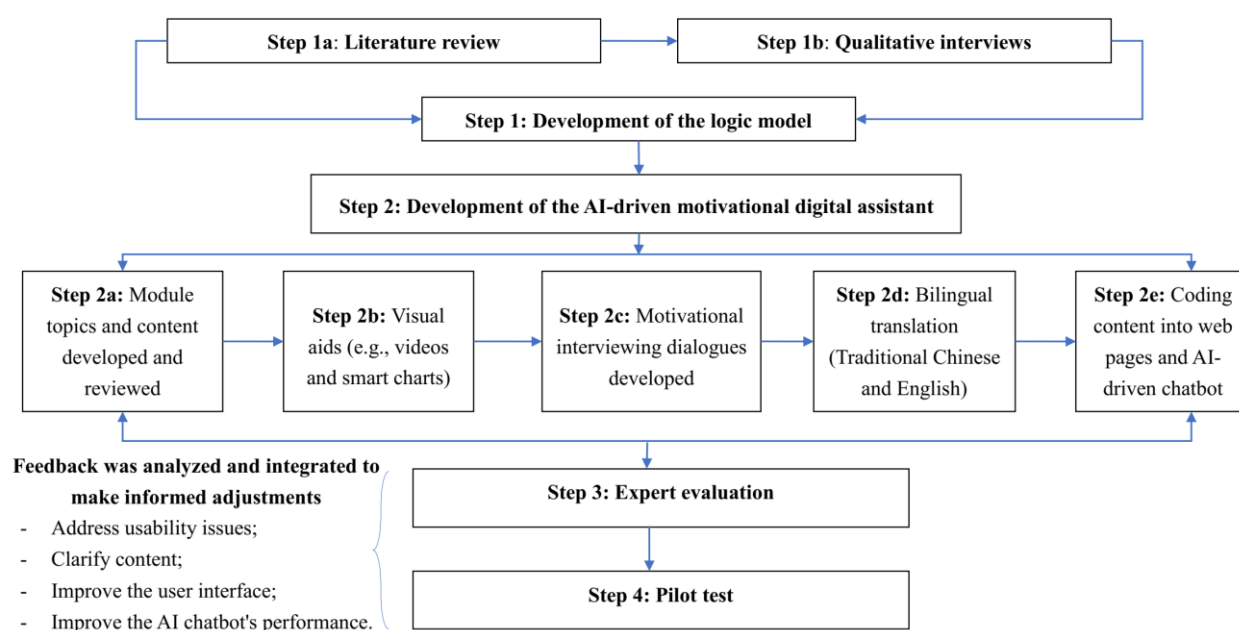 Step 1a: Literature review
Step 1b: Qualitative interviews
Step 1: Development of the logic model
Step 2: Development of the AI-driven motivational digital assistant
Step 2a: Module
topics and content
developed and
reviewed
Step 2b: Visual
aids (e.g., videos
and smart charts)
Step 2c: Motivational
interviewing dialogues
developed
Step 2d: Bilingual
translation
(Traditional Chinese
and English)
Step 2e: Coding
content into web
pages and AI-
driven chatbot
Feedback was analyzed and integrated to
make informed adjustments
- Address usability issues;
- Clarify content;
- Improve the user interface;
- Improve the AI chatbot's performance.
Step 3: Expert evaluation
Step 4: Pilot test